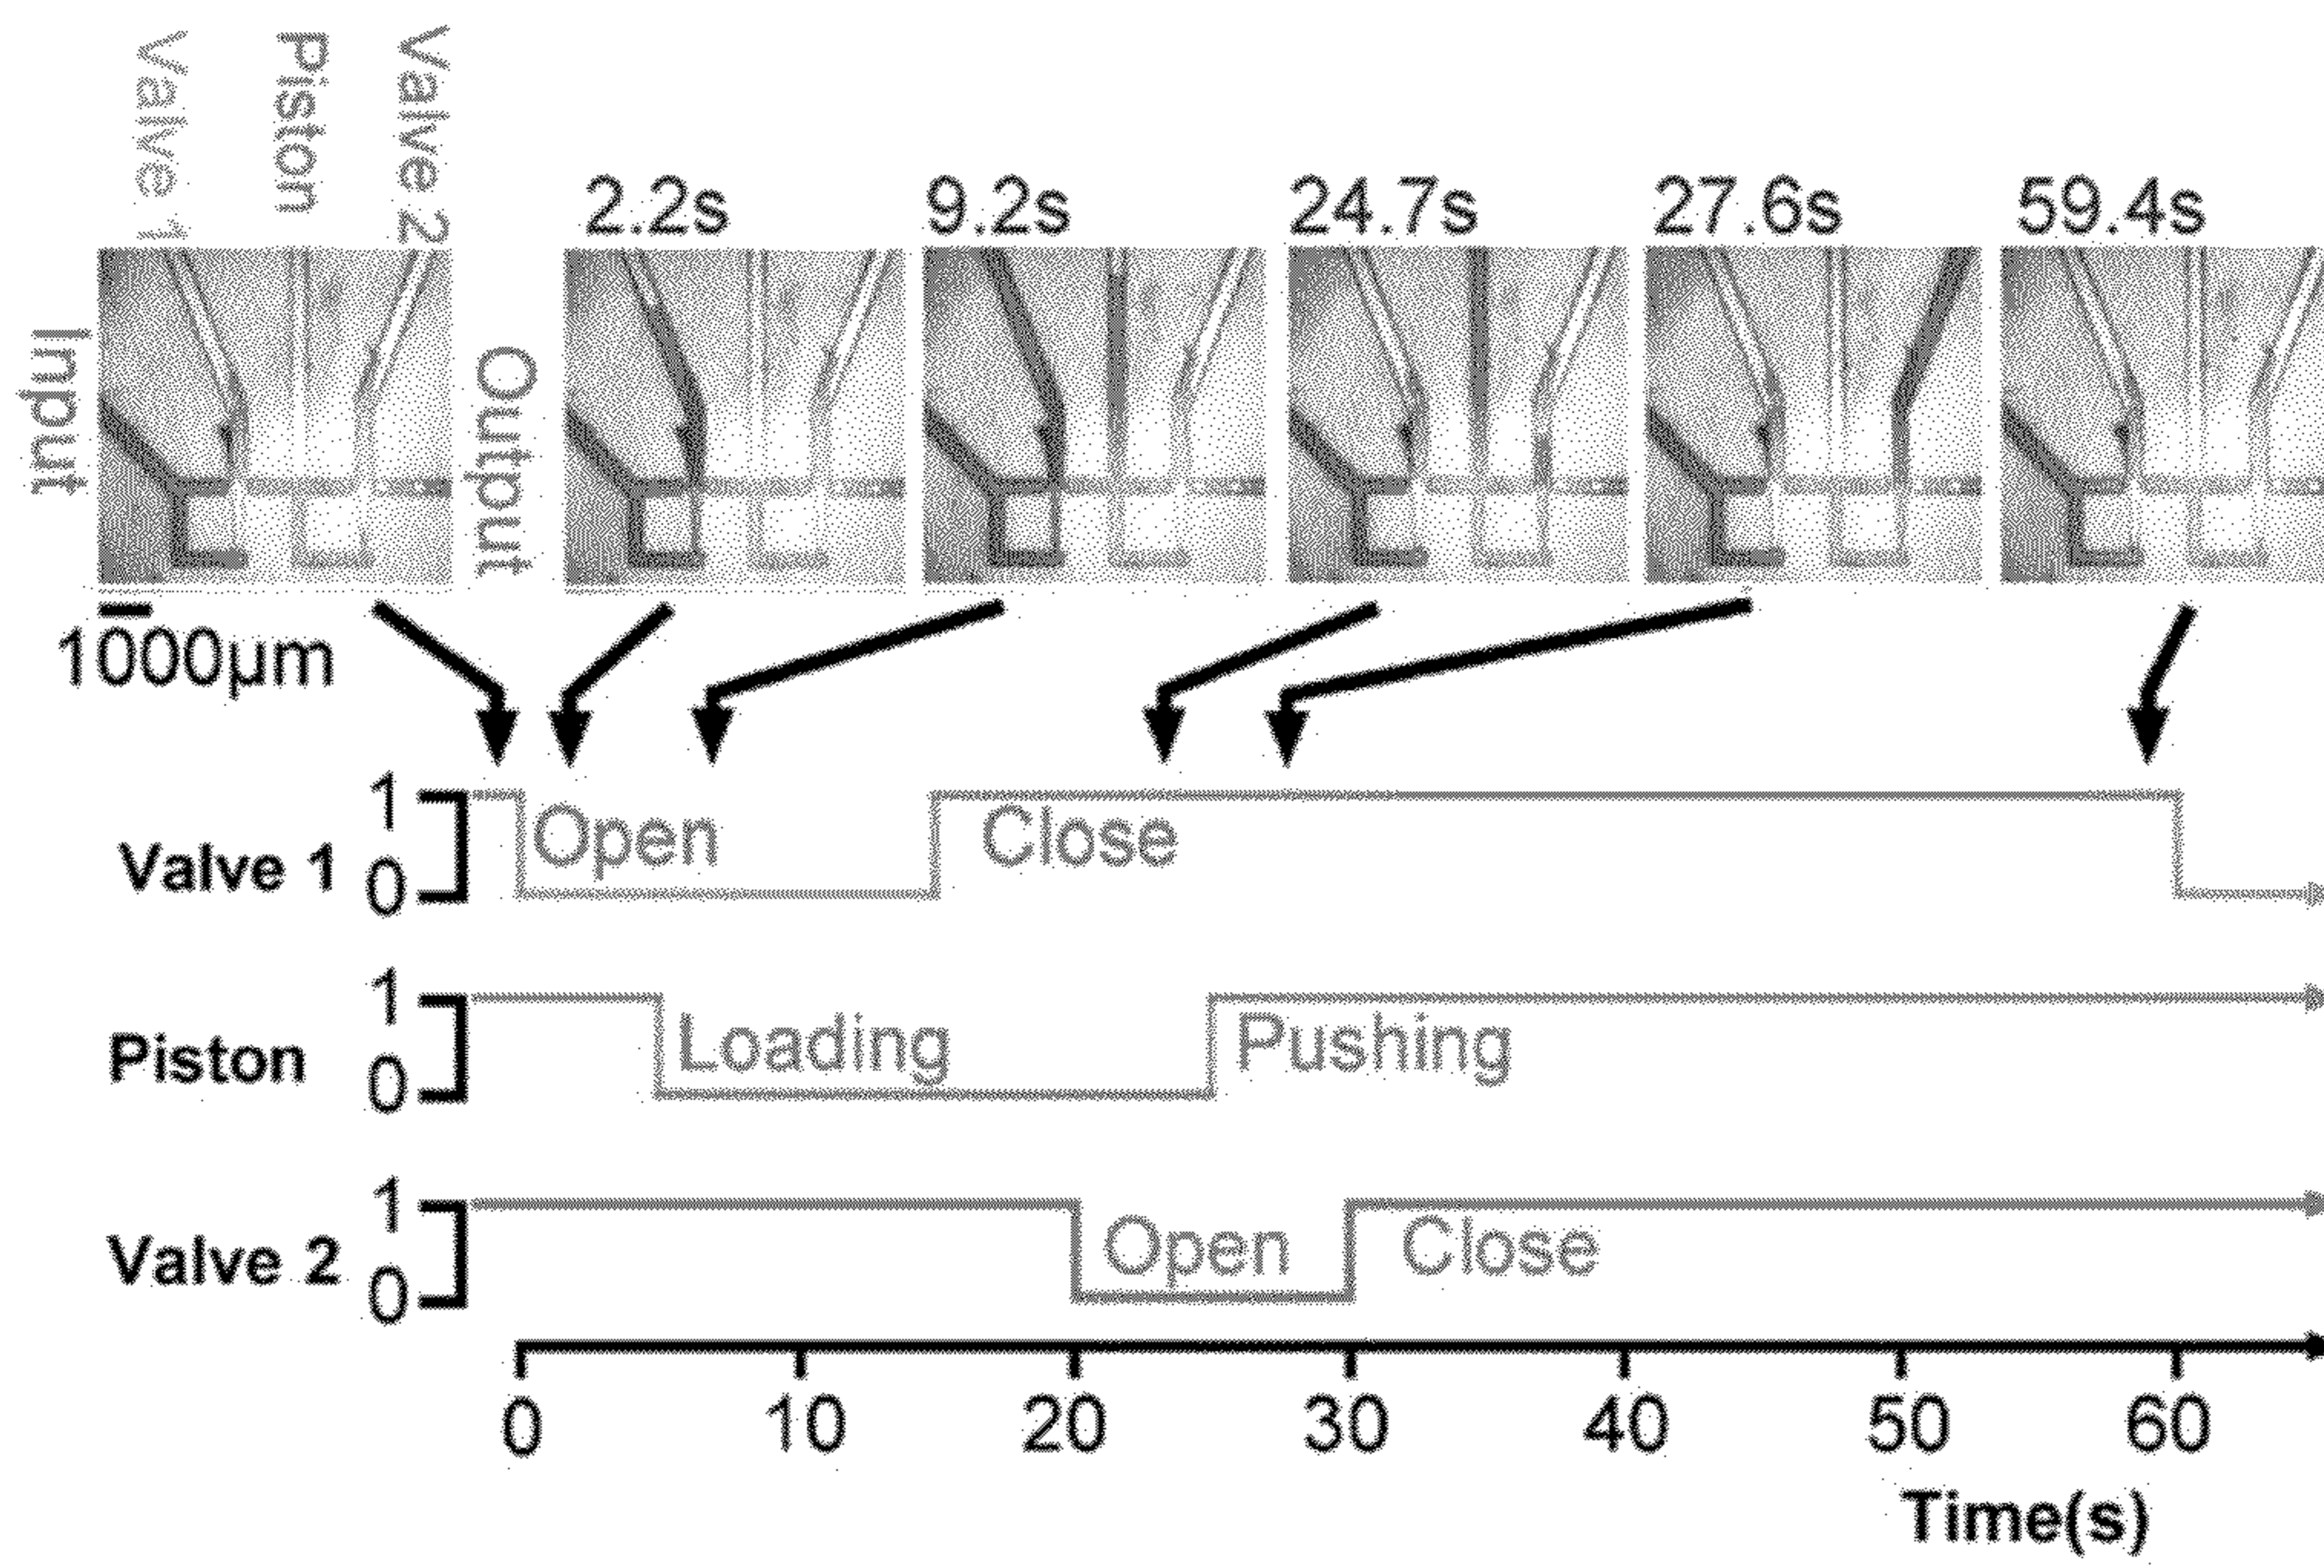 Valve 1
Piston
Valve 2
Input
Output
2.2s
9.2s
24.7s
27.6s
59.4s
1000µm
Valve 1
1
0
Open
Close
Piston
1
0
Loading
Pushing
Valve 2
1
0
Open
Close
0 10 20 30 40 50 60
Time(s)